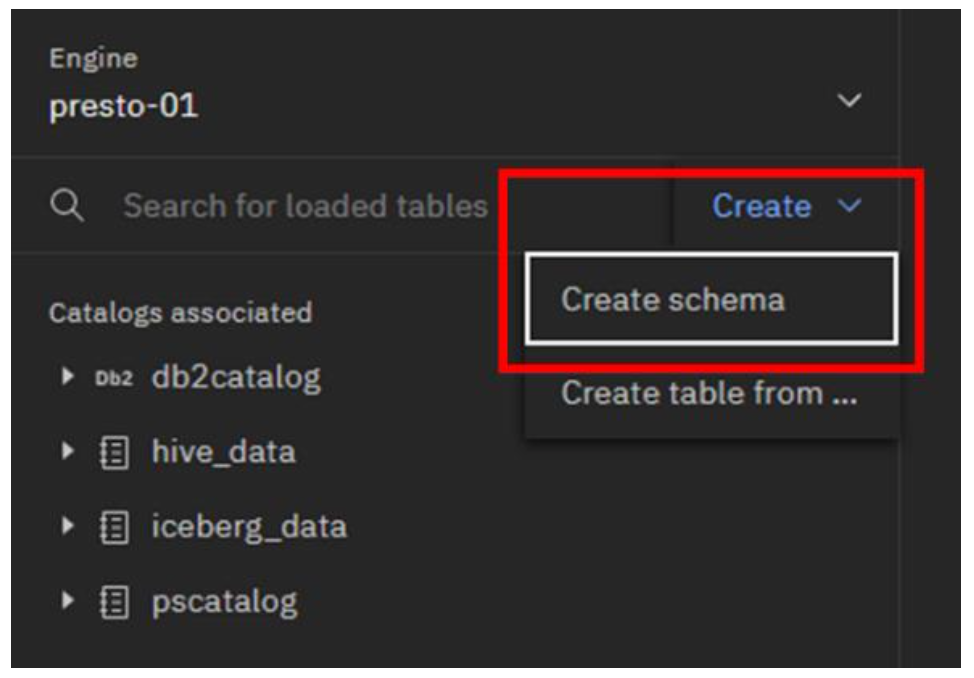 Engine
presto-01
Search for loaded tables
Create
Create schema
Create table from ...
Catalogs associated
Db2 db2catalog
hive_data
iceberg_data
pscatalog